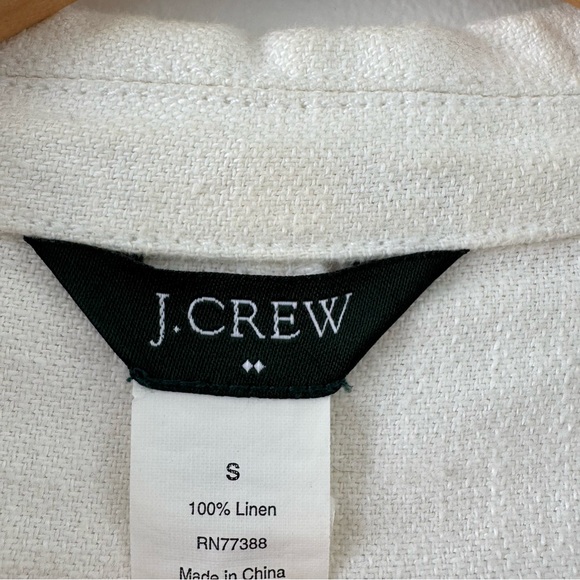 J.CREW
S
100% Linen
RN77388
Made in China